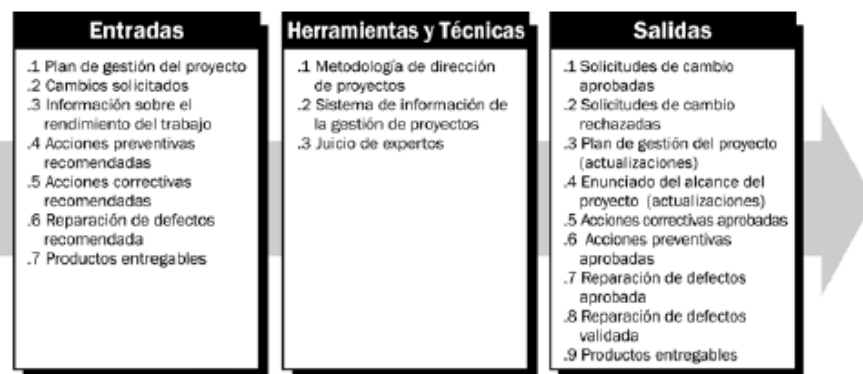 Entradas
.1 Plan de gestión del proyecto
.2 Cambios solicitados
.3 Información sobre el
rendimiento del trabajo
.4 Acciones preventivas
recomendadas
.5 Acciones correctivas
recomendadas
.6 Reparación de defectos
recomendada
.7 Productos entregables
Herramientas y Técnicas
.1 Metodología de dirección
de proyectos
.2 Sistema de información de
la gestión de proyectos
.3 Juicio de expertos
Salidas
.1 Solicitudes de cambio
aprobadas
.2 Solicitudes de cambio
rechazadas
.3 Plan de gestión del proyecto
(actualizaciones)
.4 Enunciado del alcance del
proyecto (actualizaciones)
.5 Acciones correctivas aprobadas
.6 Acciones preventivas
aprobadas
.7 Reparación de defectos
aprobada
.8 Reparación de defectos
validada
.9 Productos entregables